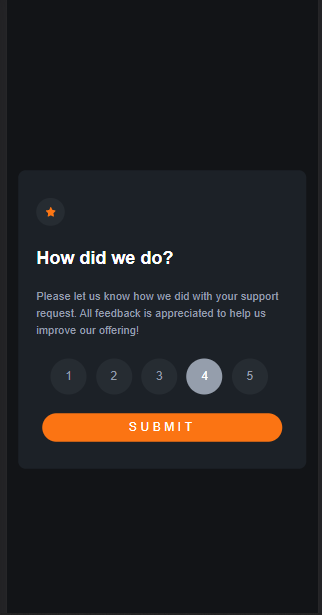 How did we do?
Please let us know how we did with your support
request. All feedback is appreciated to help us
improve our offering!
1 2 3 4 5
SUBMIT